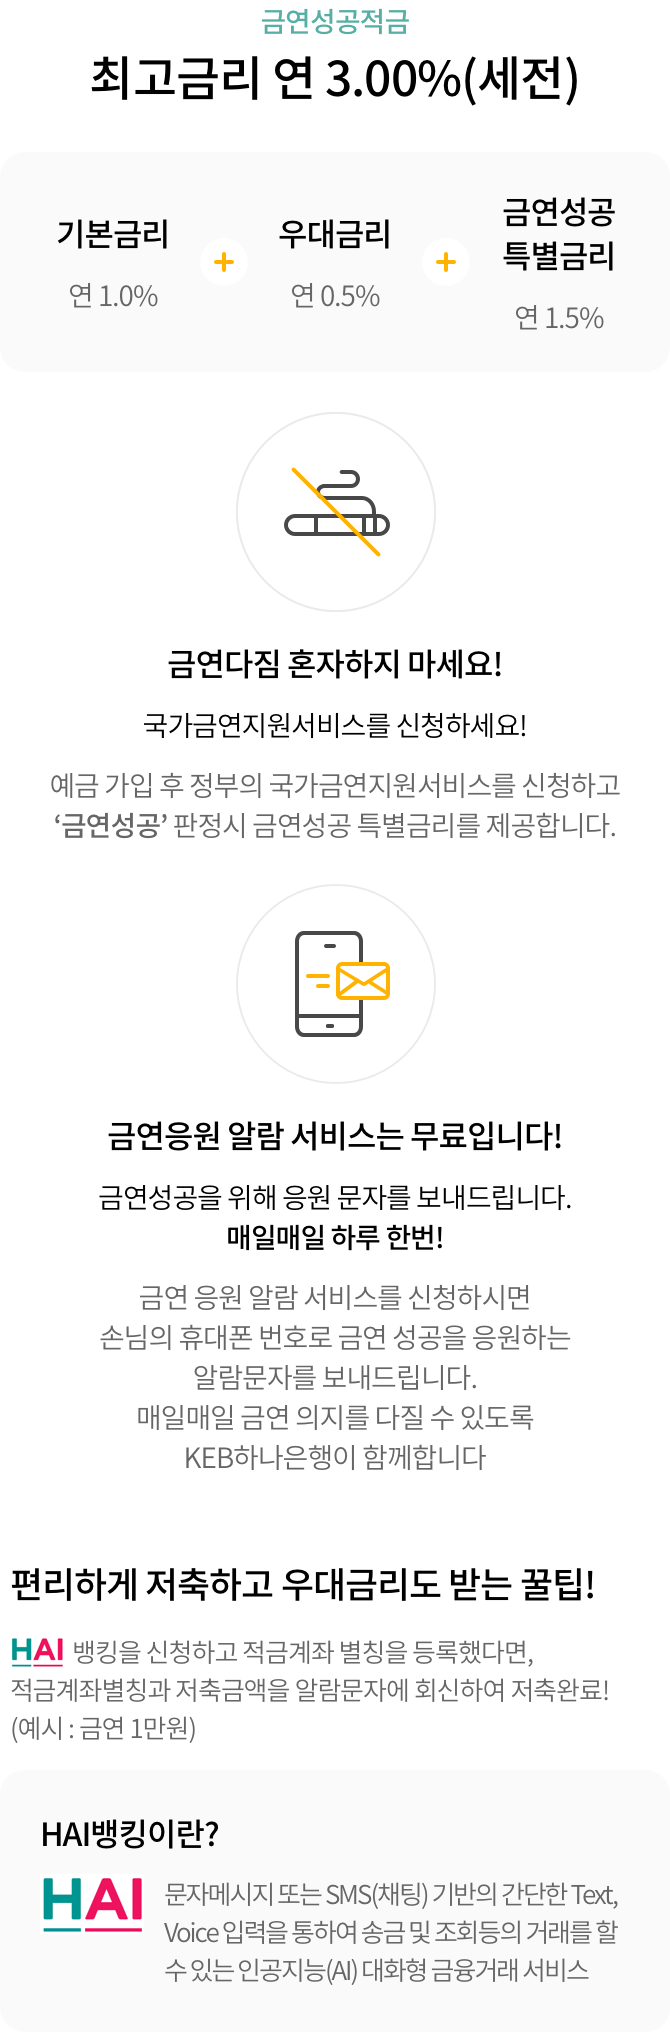 금연성공적금
최고금리 연 3.00%(세전)
기본금리
연 1.0%
+
우대금리
연 0.5%
+
금연성공
특별금리
연 1.5%
금연다짐 혼자하지 마세요!
국가금연지원서비스를 신청하세요!
예금 가입 후 정부의 국가금연지원서비스를 신청하고
‘금연성공’ 판정시 금연성공 특별금리를 제공합니다.
금연응원 알람 서비스는 무료입니다!
금연성공을 위해 응원 문자를 보내드립니다.
매일매일 하루 한번!
금연 응원 알람 서비스를 신청하시면
손님의 휴대폰 번호로 금연 성공을 응원하는
알람문자를 보내드립니다.
매일매일 금연 의지를 다질 수 있도록
KEB하나은행이 함께합니다
편리하게 저축하고 우대금리도 받는 꿀팁!
HAI 뱅킹을 신청하고 적금계좌 별칭을 등록했다면,
적금계좌별칭과 저축금액을 알람문자에 회신하여 저축완료!
(예시 : 금연 1만원)
HAI뱅킹이란?
HAI
문자메시지 또는 SMS(채팅) 기반의 간단한 Text,
Voice 입력을 통하여 송금 및 조회등의 거래를 할
수 있는 인공지능(AI) 대화형 금융거래 서비스